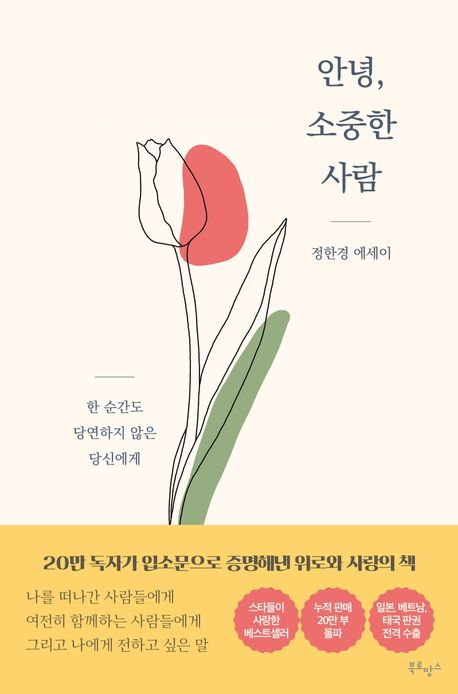 안녕,
소중한
사람
정한경 에세이
한 순간도
당연하지 않은
당신에게
20만 독자가 입소문으로 증명해낸 위로와 사랑의 책
나를 떠나간 사람들에게
여전히 함께하는 사람들에게
그리고 나에게 전하고 싶은 말
스타들이
사랑한
베스트셀러
누적 판매
20만 부
돌파
일본, 베트남,
태국 판권
전격 수출
북로망스